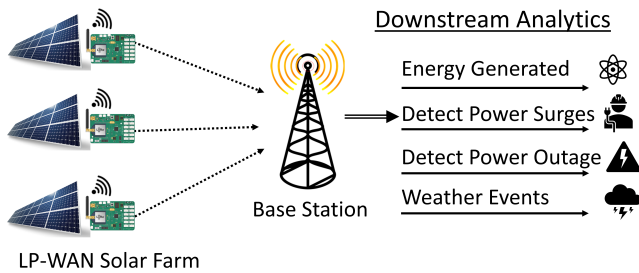 Downstream Analytics
Energy Generated
Detect Power Surges
Detect Power Outage
Weather Events
Base Station
LP-WAN Solar Farm